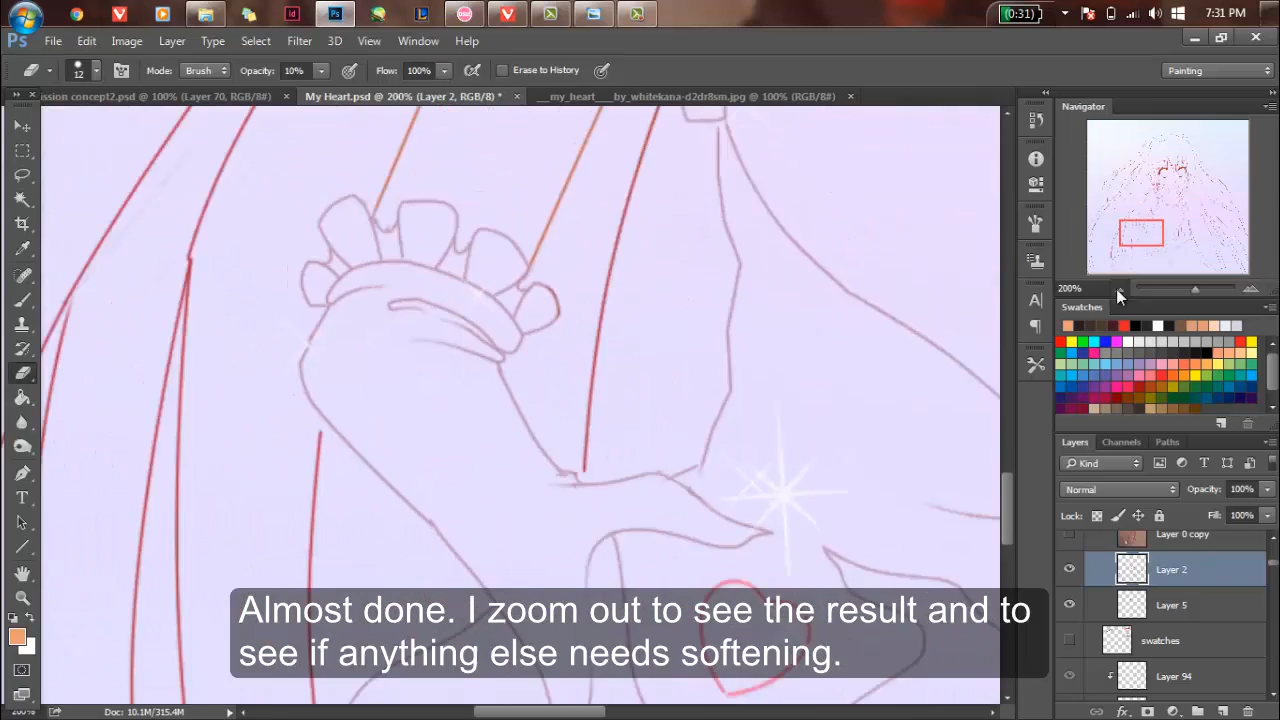 (0:31)
7:31 PM
Ps File Edit Image Layer Type Select Filter 3D View Window Help
12 Mode: Brush Opacity: 10% Flow: 100% Erase to History Painting
ssion concept2.psd @ 100% (Layer 70, RGB/8#) × My Heart.psd @ 200% (Layer 2, RGB/8) * × __my_heart___by_whitekana-d2dr8sm.jpg @ 100% (RGB/8#) ×
Navigator
200%
Swatches
Layers Channels Paths
Kind
Normal Opacity: 100%
Lock: Fill: 100%
Layer 0 copy
Layer 2
Layer 5
swatches
Layer 94
Almost done. I zoom out to see the result and to
see if anything else needs softening.
200% Doc: 10.1M/315.4M